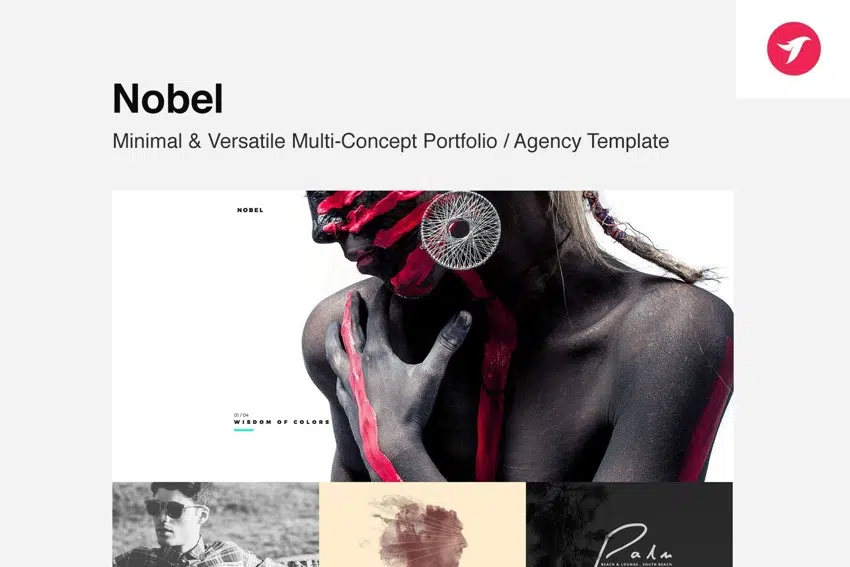 Nobel
Minimal & Versatile Multi-Concept Portfolio / Agency Template
NOBEL
01 / 04
WISDOM OF COLORS
Palm
BEACH & LOUNGE . SOUTH BEACH